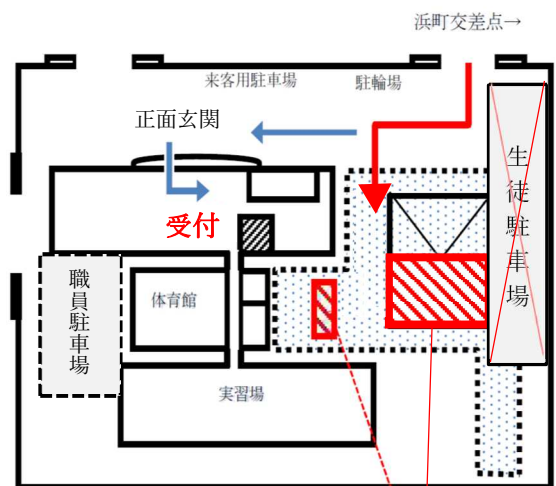 浜町交差点→
来客用駐車場
駐輪場
正面玄関
生徒駐車場
受付
職員駐車場
体育館
実習場